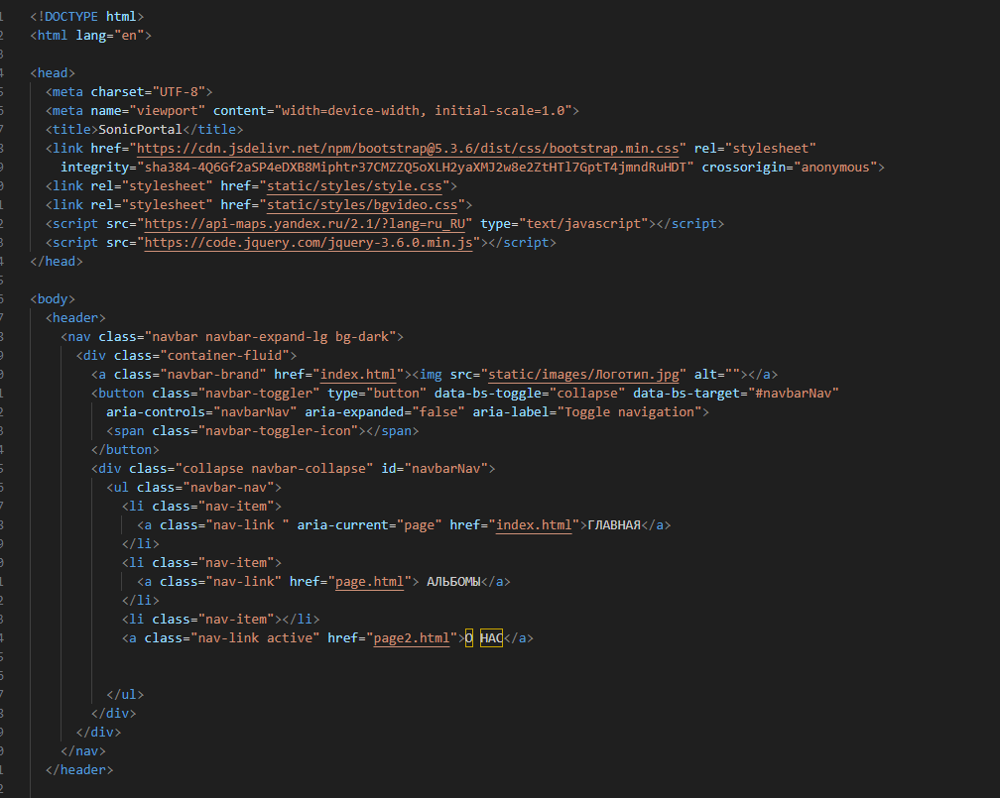 <!DOCTYPE html>
<html lang="en">
<head>
<meta charset="UTF-8">
<meta name="viewport" content="width=device-width, initial-scale=1.0">
<title>SonicPortal</title>
<link href="https://cdn.jsdelivr.net/npm/bootstrap@5.3.6/dist/css/bootstrap.min.css" rel="stylesheet"
integrity="sha384-4Q6Gf2aSP4eDXB8Miphtr37CMZZQ5oXLH2yaXMJ2w8e2ZtHTl7GptT4jmndRuHDT" crossorigin="anonymous">
<link rel="stylesheet" href="static/styles/style.css">
<link rel="stylesheet" href="static/styles/bgvideo.css">
<script src="https://api-maps.yandex.ru/2.1/?lang=ru_RU" type="text/javascript"></script>
<script src="https://code.jquery.com/jquery-3.6.0.min.js"></script>
</head>
<body>
<header>
<nav class="navbar navbar-expand-lg bg-dark">
<div class="container-fluid">
<a class="navbar-brand" href="index.html"><img src="static/images/Логотип.jpg" alt=""></a>
<button class="navbar-toggler" type="button" data-bs-toggle="collapse" data-bs-target="#navbarNav"
aria-controls="navbarNav" aria-expanded="false" aria-label="Toggle navigation">
<span class="navbar-toggler-icon"></span>
</button>
<div class="collapse navbar-collapse" id="navbarNav">
<ul class="navbar-nav">
<li class="nav-item">
<a class="nav-link " aria-current="page" href="index.html">ГЛАВНАЯ</a>
</li>
<li class="nav-item">
<a class="nav-link" href="page.html"> АЛЬБОМЫ</a>
</li>
<li class="nav-item"></li>
<a class="nav-link active" href="page2.html">О НАС</a>
</ul>
</div>
</div>
</nav>
</header>